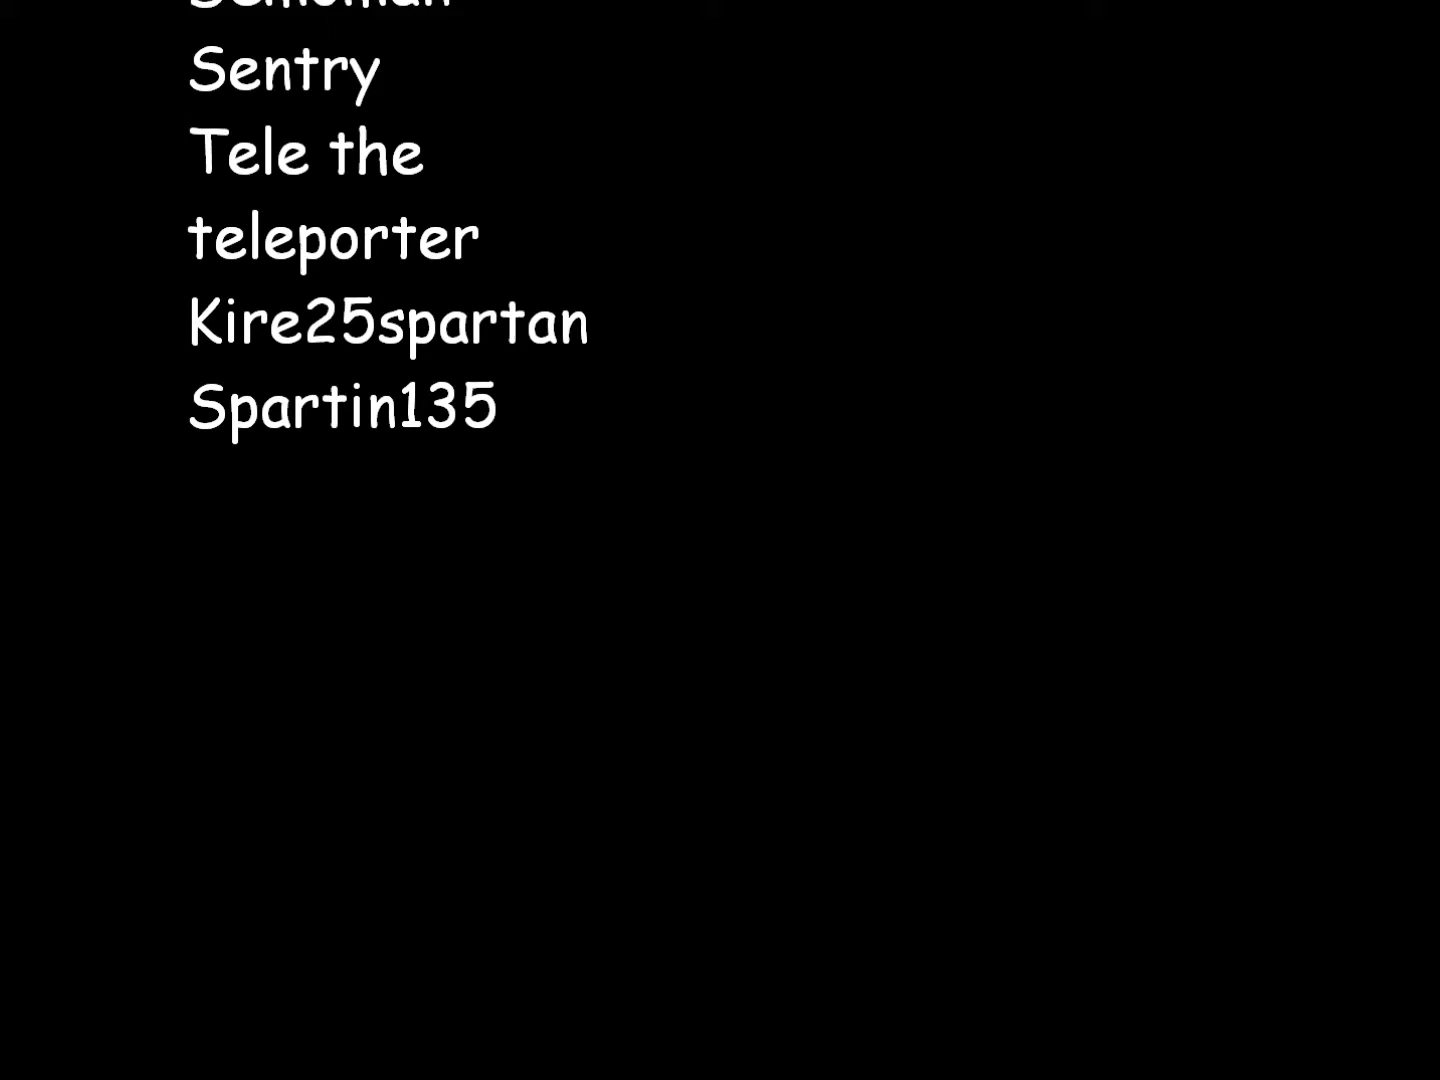 Sentry
Tele the
teleporter
Kire25spartan
Spartin135